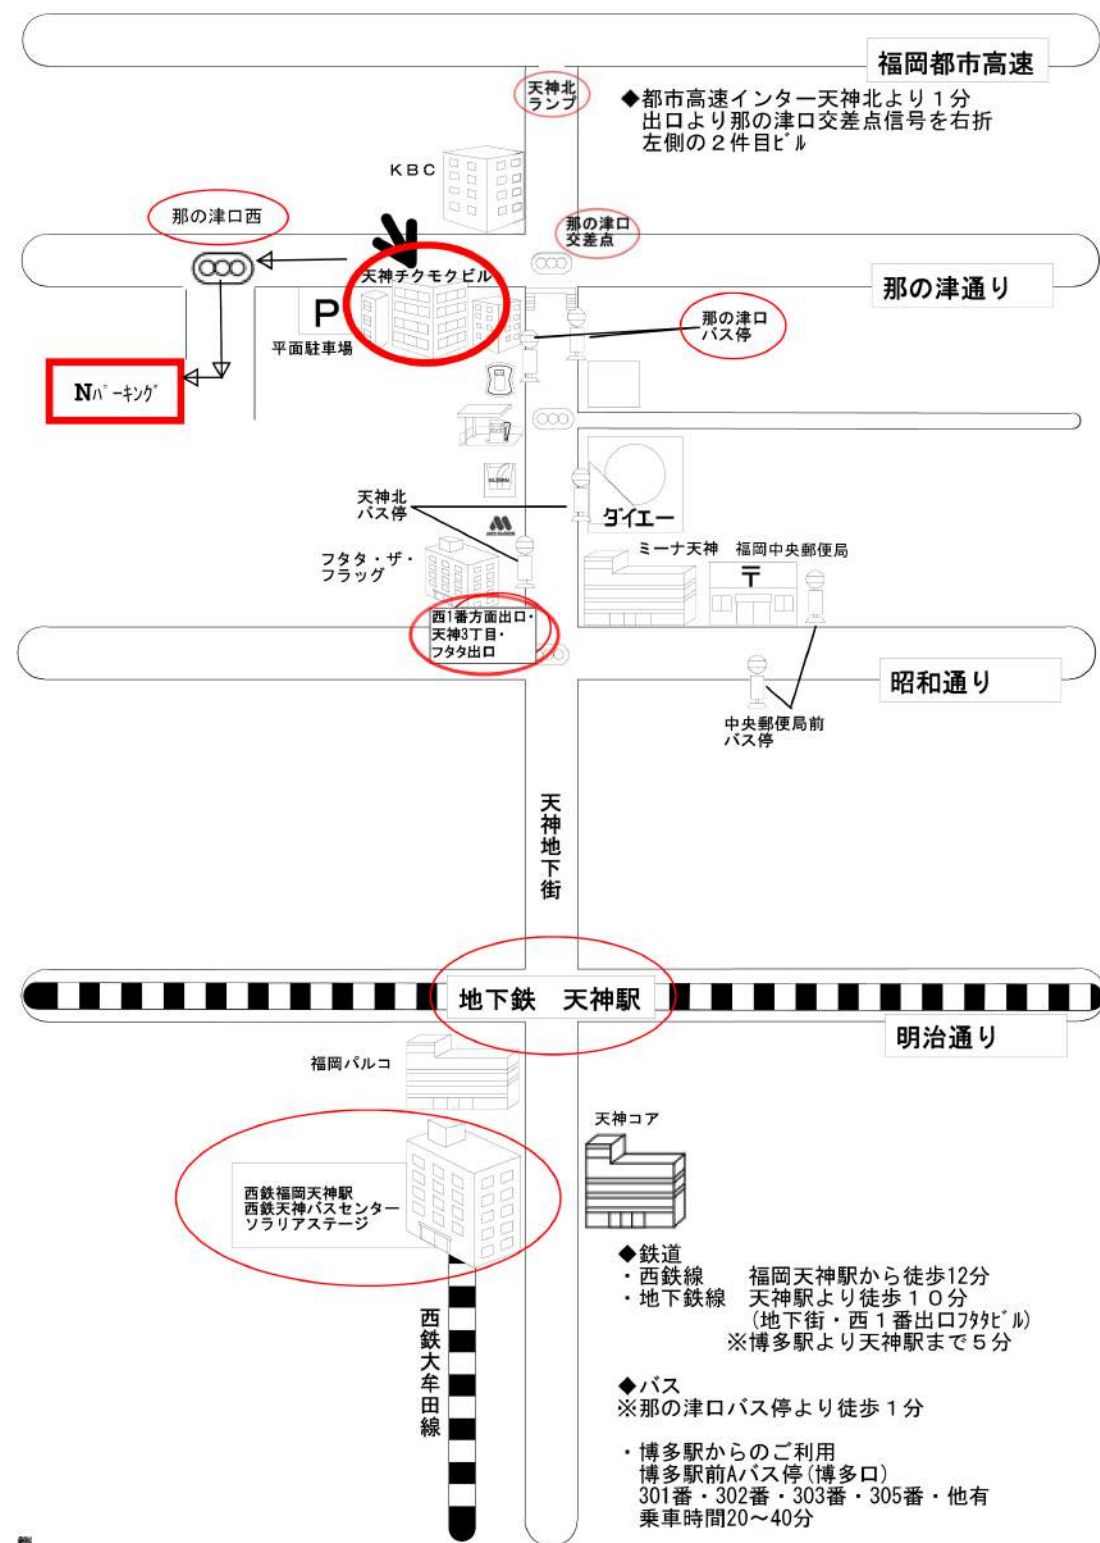 福岡都市高速
天神北
ランプ
◆都市高速インター天神北より１分
出口より那の津口交差点信号を右折
左側の２件目ビル
ＫＢＣ
那の津口西
那の津口
交差点
天神チクモクビル
那の津通り
P
平面駐車場
那の津口
バス停
Nパーキング
天神北
バス停
ダイエー
フタタ・ザ・
フラッグ
ミーナ天神
福岡中央郵便局
〒
西1番方面出口・
天神3丁目・
フタタ出口
昭和通り
中央郵便局前
バス停
天神地下街
地下鉄　天神駅
明治通り
福岡パルコ
天神コア
西鉄福岡天神駅
西鉄天神バスセンター
ソラリアステージ
西鉄大牟田線
◆鉄道
・西鉄線　　福岡天神駅から徒歩12分
・地下鉄線　天神駅より徒歩１０分
(地下街・西１番出口フタタビル)
※博多駅より天神駅まで５分
◆バス
※那の津口バス停より徒歩１分
・博多駅からのご利用
博多駅前Aバス停(博多口)
301番・302番・303番・305番・他有
乗車時間20～40分